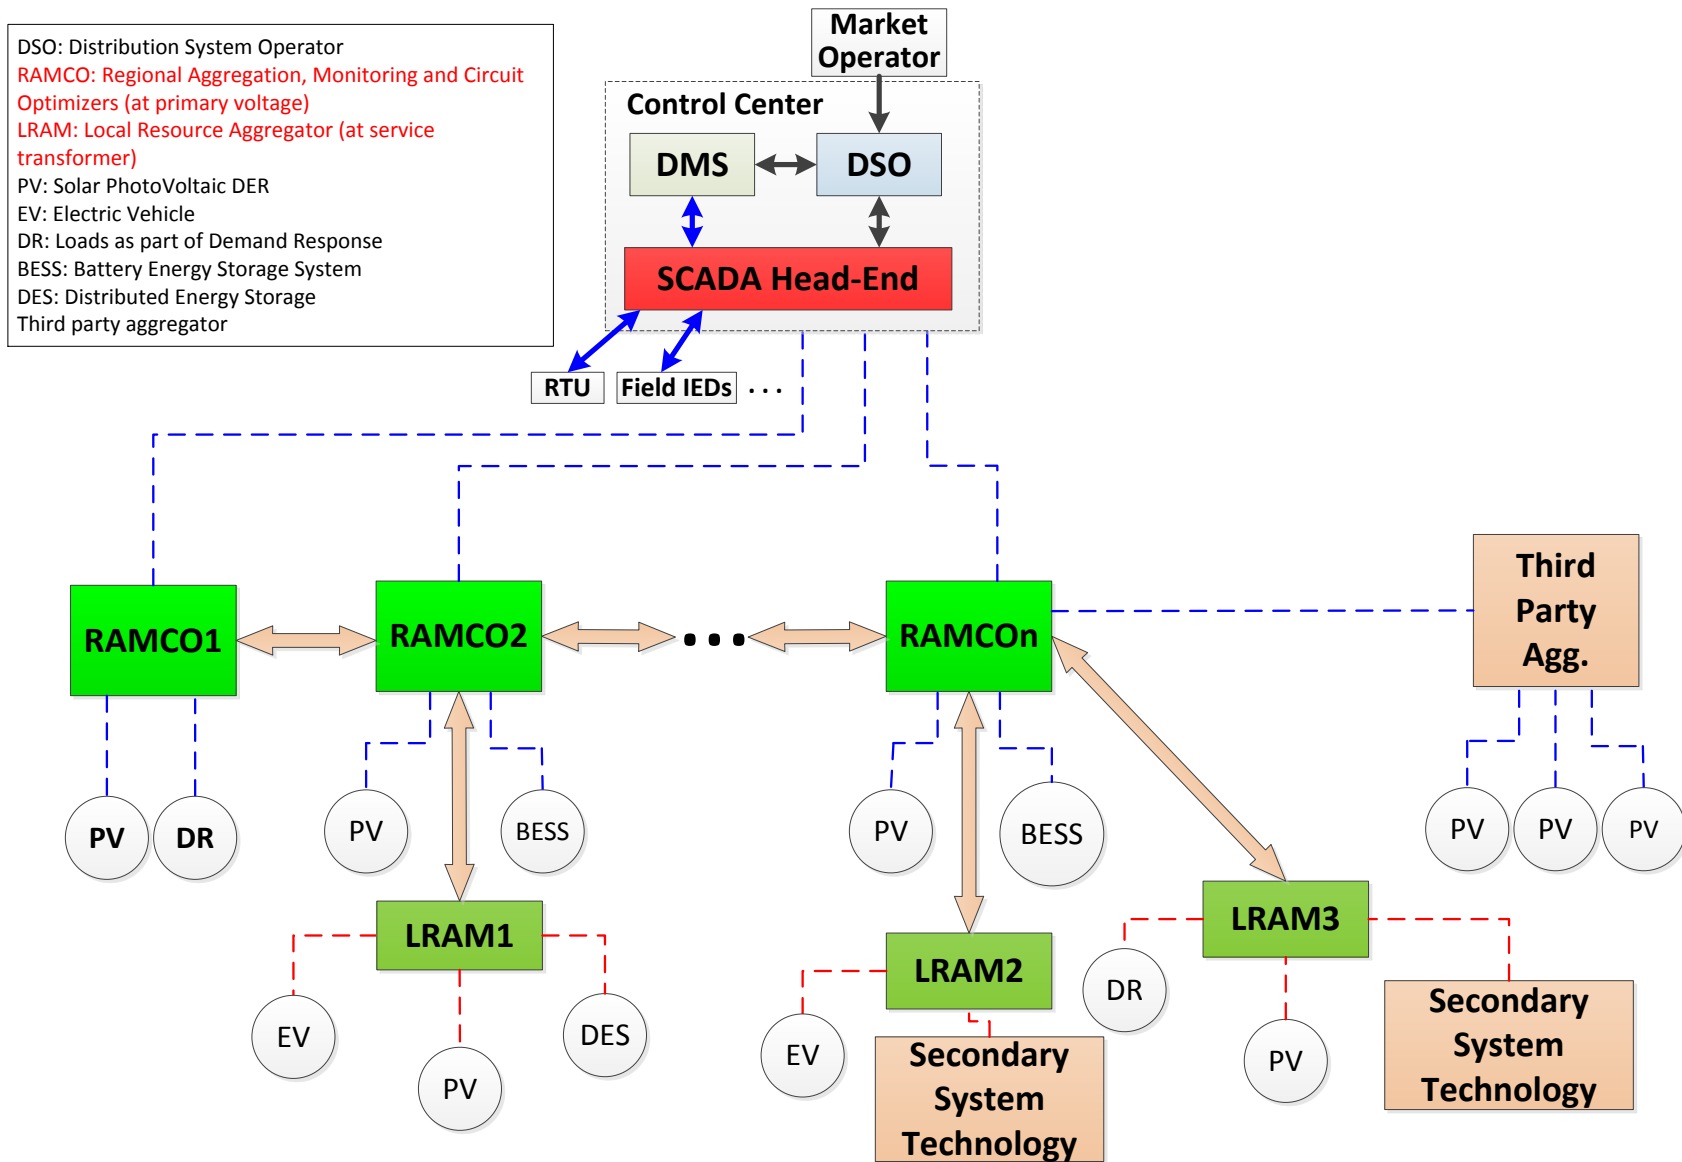 DSO: Distribution System Operator
RAMCO: Regional Aggregation, Monitoring and Circuit
Optimizers (at primary voltage)
LRAM: Local Resource Aggregator (at service
transformer)
PV: Solar PhotoVoltaic DER
EV: Electric Vehicle
DR: Loads as part of Demand Response
BESS: Battery Energy Storage System
DES: Distributed Energy Storage
Third party aggregator
Market
Operator
Control Center
DMS
DSO
SCADA Head-End
RTU
Field IEDs
...
RAMCO1
RAMCO2
...
RAMCOn
Third
Party
Agg.
PV
DR
PV
BESS
PV
BESS
PV
PV
PV
LRAM1
LRAM2
LRAM3
EV
PV
DES
EV
Secondary
System
Technology
DR
PV
Secondary
System
Technology